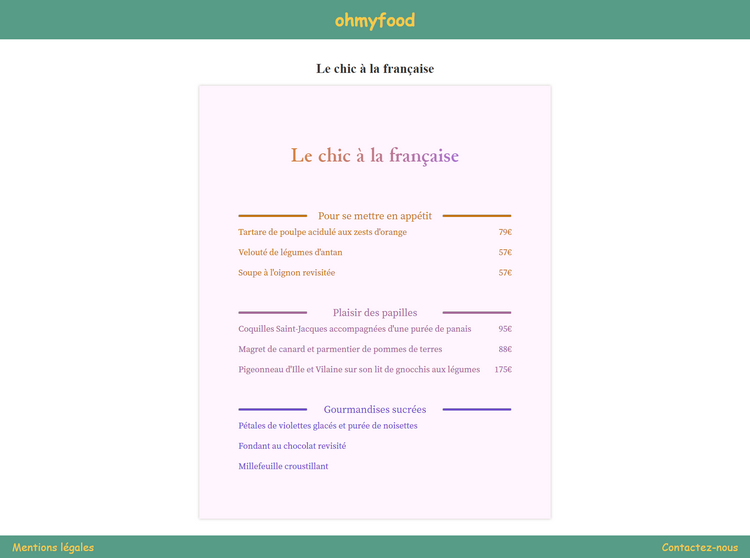 ohmyfood
Le chic à la française
Le chic à la française
Pour se mettre en appétit
Tartare de poulpe acidulé aux zests d'orange 79€
Velouté de légumes d'antan 57€
Soupe à l'oignon revisitée 57€
Plaisir des papilles
Coquilles Saint-Jacques accompagnées d'une purée de panais 95€
Magret de canard et parmentier de pommes de terres 88€
Pigeonneau d'Ille et Vilaine sur son lit de gnocchis aux légumes 175€
Gourmandises sucrées
Pétales de violettes glacés et purée de noisettes
Fondant au chocolat revisité
Millefeuille croustillant
Mentions légales Contactez-nous